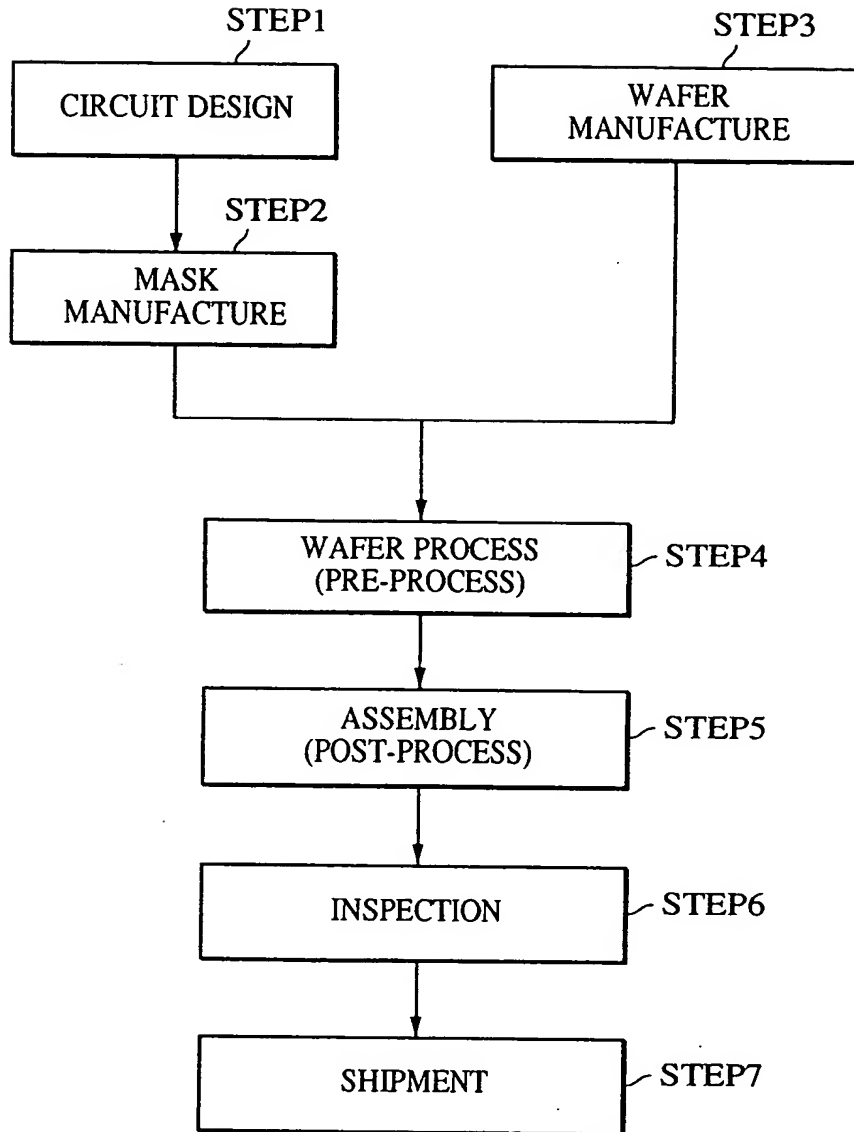 STEP1
CIRCUIT DESIGN
STEP3
WAFER
MANUFACTURE
STEP2
MASK
MANUFACTURE
WAFER PROCESS
(PRE-PROCESS)
STEP4
ASSEMBLY
(POST-PROCESS)
STEP5
INSPECTION
STEP6
SHIPMENT
STEP7